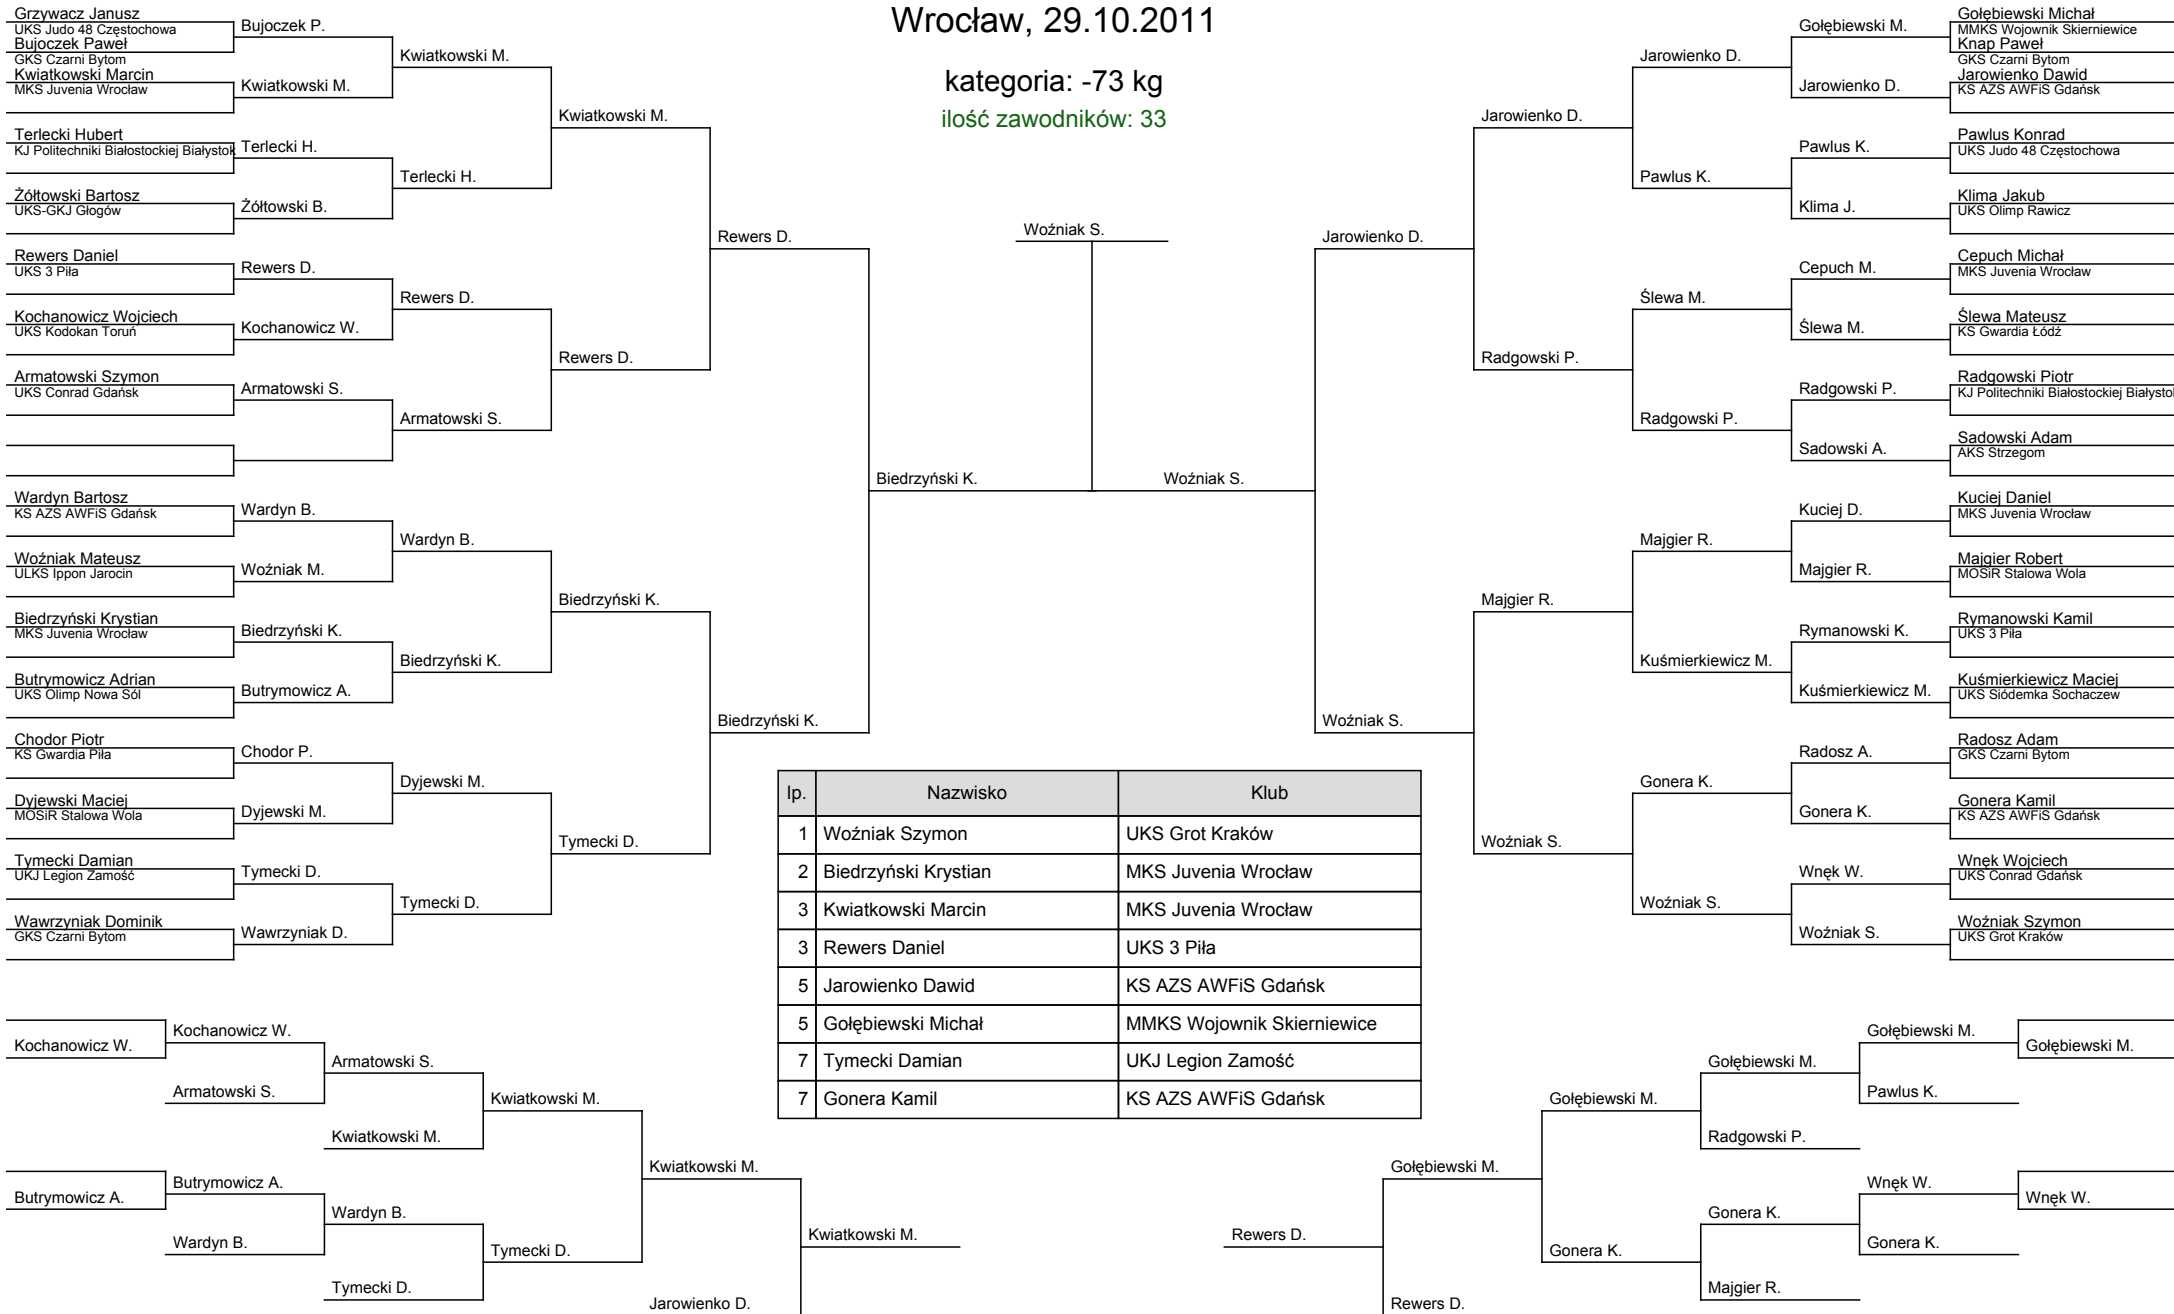 Wrocław, 29.10.2011
kategoria: -73 kg
ilość zawodników: 33
Grzywacz Janusz
UKS Judo 48 Częstochowa
Bujoczek Paweł
GKS Czarni Bytom
Kwiatkowski Marcin
MKS Juvenia Wrocław
Terlecki Hubert
KJ Politechniki Białostockiej Białystok
Żółtowski Bartosz
UKS-GKJ Głogów
Rewers Daniel
UKS 3 Piła
Kochanowicz Wojciech
UKS Kodokan Toruń
Armatowski Szymon
UKS Conrad Gdańsk
Wardyn Bartosz
KS AZS AWFiS Gdańsk
Woźniak Mateusz
ULKS Ippon Jarocin
Biedrzyński Krystian
MKS Juvenia Wrocław
Butrymowicz Adrian
UKS Olimp Nowa Sól
Chodor Piotr
KS Gwardia Piła
Dyjewski Maciej
MOSiR Stalowa Wola
Tymecki Damian
UKJ Legion Zamość
Wawrzyniak Dominik
GKS Czarni Bytom
Bujoczek P.
Kwiatkowski M.
Terlecki H.
Żółtowski B.
Rewers D.
Kochanowicz W.
Armatowski S.
Wardyn B.
Woźniak M.
Biedrzyński K.
Butrymowicz A.
Chodor P.
Dyjewski M.
Tymecki D.
Wawrzyniak D.
Kwiatkowski M.
Terlecki H.
Rewers D.
Armatowski S.
Wardyn B.
Biedrzyński K.
Dyjewski M.
Tymecki D.
Kwiatkowski M.
Rewers D.
Biedrzyński K.
Tymecki D.
Rewers D.
Biedrzyński K.
Biedrzyński K.
Woźniak S.
Woźniak S.
Jarowienko D.
Woźniak S.
Jarowienko D.
Radgowski P.
Majgier R.
Woźniak S.
Jarowienko D.
Pawlus K.
Ślewa M.
Radgowski P.
Majgier R.
Kuśmierkiewicz M.
Gonera K.
Woźniak S.
Gołębiewski M.
Jarowienko D.
Pawlus K.
Klima J.
Cepuch M.
Ślewa M.
Radgowski P.
Sadowski A.
Kuciej D.
Majgier R.
Rymanowski K.
Kuśmierkiewicz M.
Radosz A.
Gonera K.
Wnęk W.
Woźniak S.
Gołębiewski Michał
MMKS Wojownik Skierniewice
Knap Paweł
GKS Czarni Bytom
Jarowienko Dawid
KS AZS AWFiS Gdańsk
Pawlus Konrad
UKS Judo 48 Częstochowa
Klima Jakub
UKS Olimp Rawicz
Cepuch Michał
MKS Juvenia Wrocław
Ślewa Mateusz
KS Gwardia Łódź
Radgowski Piotr
KJ Politechniki Białostockiej Białystok
Sadowski Adam
AKS Strzegom
Kuciej Daniel
MKS Juvenia Wrocław
Majgier Robert
MOSiR Stalowa Wola
Rymanowski Kamil
UKS 3 Piła
Kuśmierkiewicz Maciej
UKS Siódemka Sochaczew
Radosz Adam
GKS Czarni Bytom
Gonera Kamil
KS AZS AWFiS Gdańsk
Wnęk Wojciech
UKS Conrad Gdańsk
Woźniak Szymon
UKS Grot Kraków
lp. Nazwisko Klub
1 Woźniak Szymon UKS Grot Kraków
2 Biedrzyński Krystian MKS Juvenia Wrocław
3 Kwiatkowski Marcin MKS Juvenia Wrocław
3 Rewers Daniel UKS 3 Piła
5 Jarowienko Dawid KS AZS AWFiS Gdańsk
5 Gołębiewski Michał MMKS Wojownik Skierniewice
7 Tymecki Damian UKJ Legion Zamość
7 Gonera Kamil KS AZS AWFiS Gdańsk
Kochanowicz W.
Butrymowicz A.
Kochanowicz W.
Armatowski S.
Butrymowicz A.
Wardyn B.
Armatowski S.
Kwiatkowski M.
Wardyn B.
Tymecki D.
Kwiatkowski M.
Tymecki D.
Kwiatkowski M.
Jarowienko D.
Kwiatkowski M.
Rewers D.
Gołębiewski M.
Rewers D.
Gołębiewski M.
Gonera K.
Gołębiewski M.
Radgowski P.
Gonera K.
Majgier R.
Gołębiewski M.
Pawlus K.
Wnęk W.
Gonera K.
Gołębiewski M.
Wnęk W.